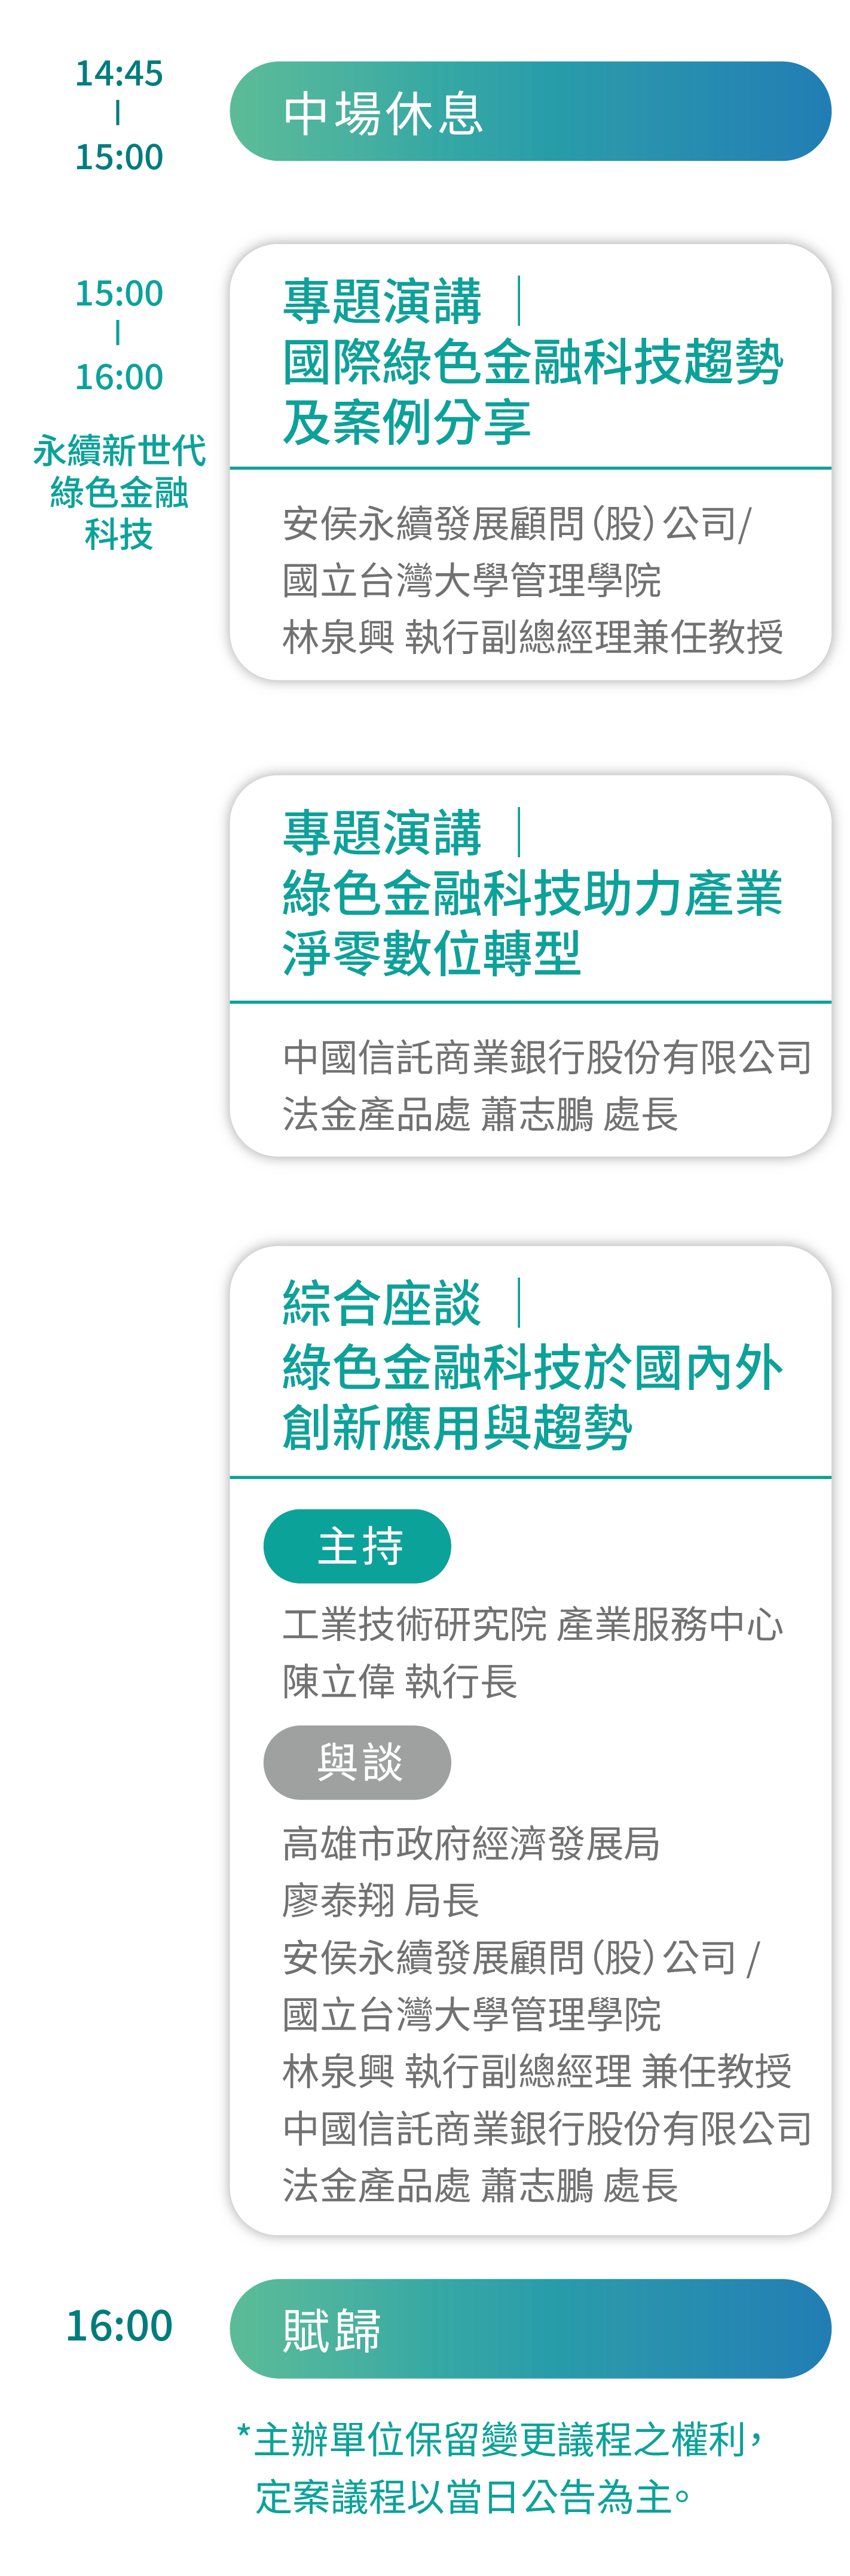 14:45
|
15:00
中場休息
15:00
|
16:00
永續新世代
綠色金融
科技
專題演講｜
國際綠色金融科技趨勢
及案例分享
安侯永續發展顧問（股）公司/
國立台灣大學管理學院
林泉興 執行副總經理兼任教授
專題演講｜
綠色金融科技助力產業
淨零數位轉型
中國信託商業銀行股份有限公司
法金產品處 蕭志鵬 處長
綜合座談｜
綠色金融科技於國內外
創新應用與趨勢
主持
工業技術研究院 產業服務中心
陳立偉 執行長
與談
高雄市政府經濟發展局
廖泰翔 局長
安侯永續發展顧問（股）公司 /
國立台灣大學管理學院
林泉興 執行副總經理 兼任教授
中國信託商業銀行股份有限公司
法金產品處 蕭志鵬 處長
16:00
賦歸
*主辦單位保留變更議程之權利，
定案議程以當日公告為主。